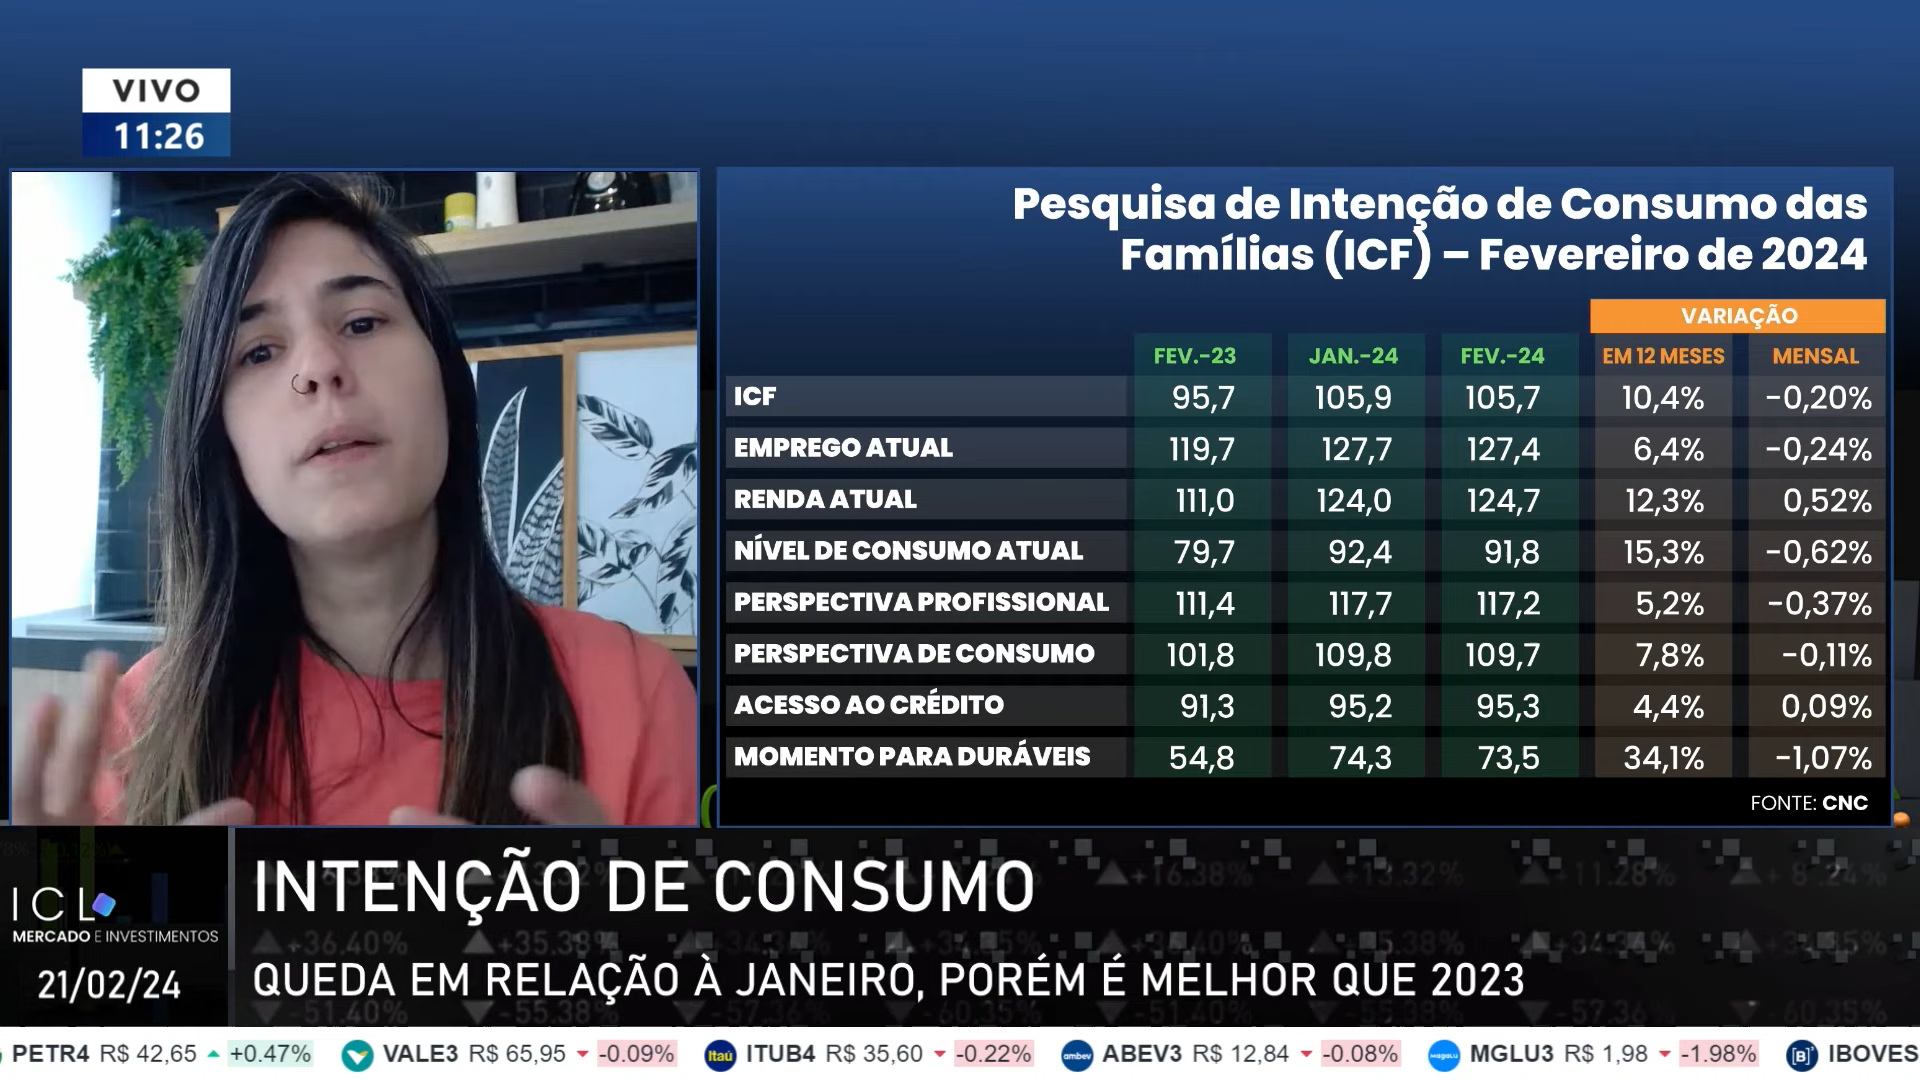 VIVO
11:26
Pesquisa de Intenção de Consumo das
Famílias (ICF) – Fevereiro de 2024
VARIAÇÃO
FEV.-23 JAN.-24 FEV.-24 EM 12 MESES MENSAL
ICF 95,7 105,9 105,7 10,4% -0,20%
EMPREGO ATUAL 119,7 127,7 127,4 6,4% -0,24%
RENDA ATUAL 111,0 124,0 124,7 12,3% 0,52%
NÍVEL DE CONSUMO ATUAL 79,7 92,4 91,8 15,3% -0,62%
PERSPECTIVA PROFISSIONAL 111,4 117,7 117,2 5,2% -0,37%
PERSPECTIVA DE CONSUMO 101,8 109,8 109,7 7,8% -0,11%
ACESSO AO CRÉDITO 91,3 95,2 95,3 4,4% 0,09%
MOMENTO PARA DURÁVEIS 54,8 74,3 73,5 34,1% -1,07%
FONTE: CNC
INTENÇÃO DE CONSUMO
QUEDA EM RELAÇÃO À JANEIRO, PORÉM É MELHOR QUE 2023
ICL
MERCADO E INVESTIMENTOS
21/02/24
PETR4 R$ 42,65 +0.47% VALE3 R$ 65,95 -0.09% Itaú ITUB4 R$ 35,60 -0.22% ambev ABEV3 R$ 12,84 -0.08% MagaLu MGLU3 R$ 1,98 -1.98% [B]³ IBOVES